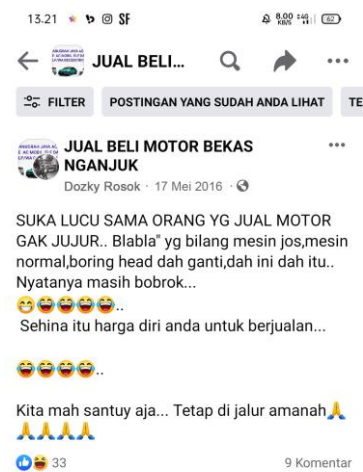 13.21 SF 8.00 KB/S 4G 62
JUAL BELI...
FILTER POSTINGAN YANG SUDAH ANDA LIHAT TE
JUAL BELI MOTOR BEKAS
NGANJUK
Dozky Rosok · 17 Mei 2016 ·
SUKA LUCU SAMA ORANG YG JUAL MOTOR
GAK JUJUR.. Blabla" yg bilang mesin jos,mesin
normal,boring head dah ganti,dah ini dah itu..
Nyatanya masih bobrok...
😁😂😂😂😂..
Sehina itu harga diri anda untuk berjualan...
😂😂😂😂..
Kita mah santuy aja... Tetap di jalur amanah🙏
🙏🙏🙏🙏
33 9 Komentar